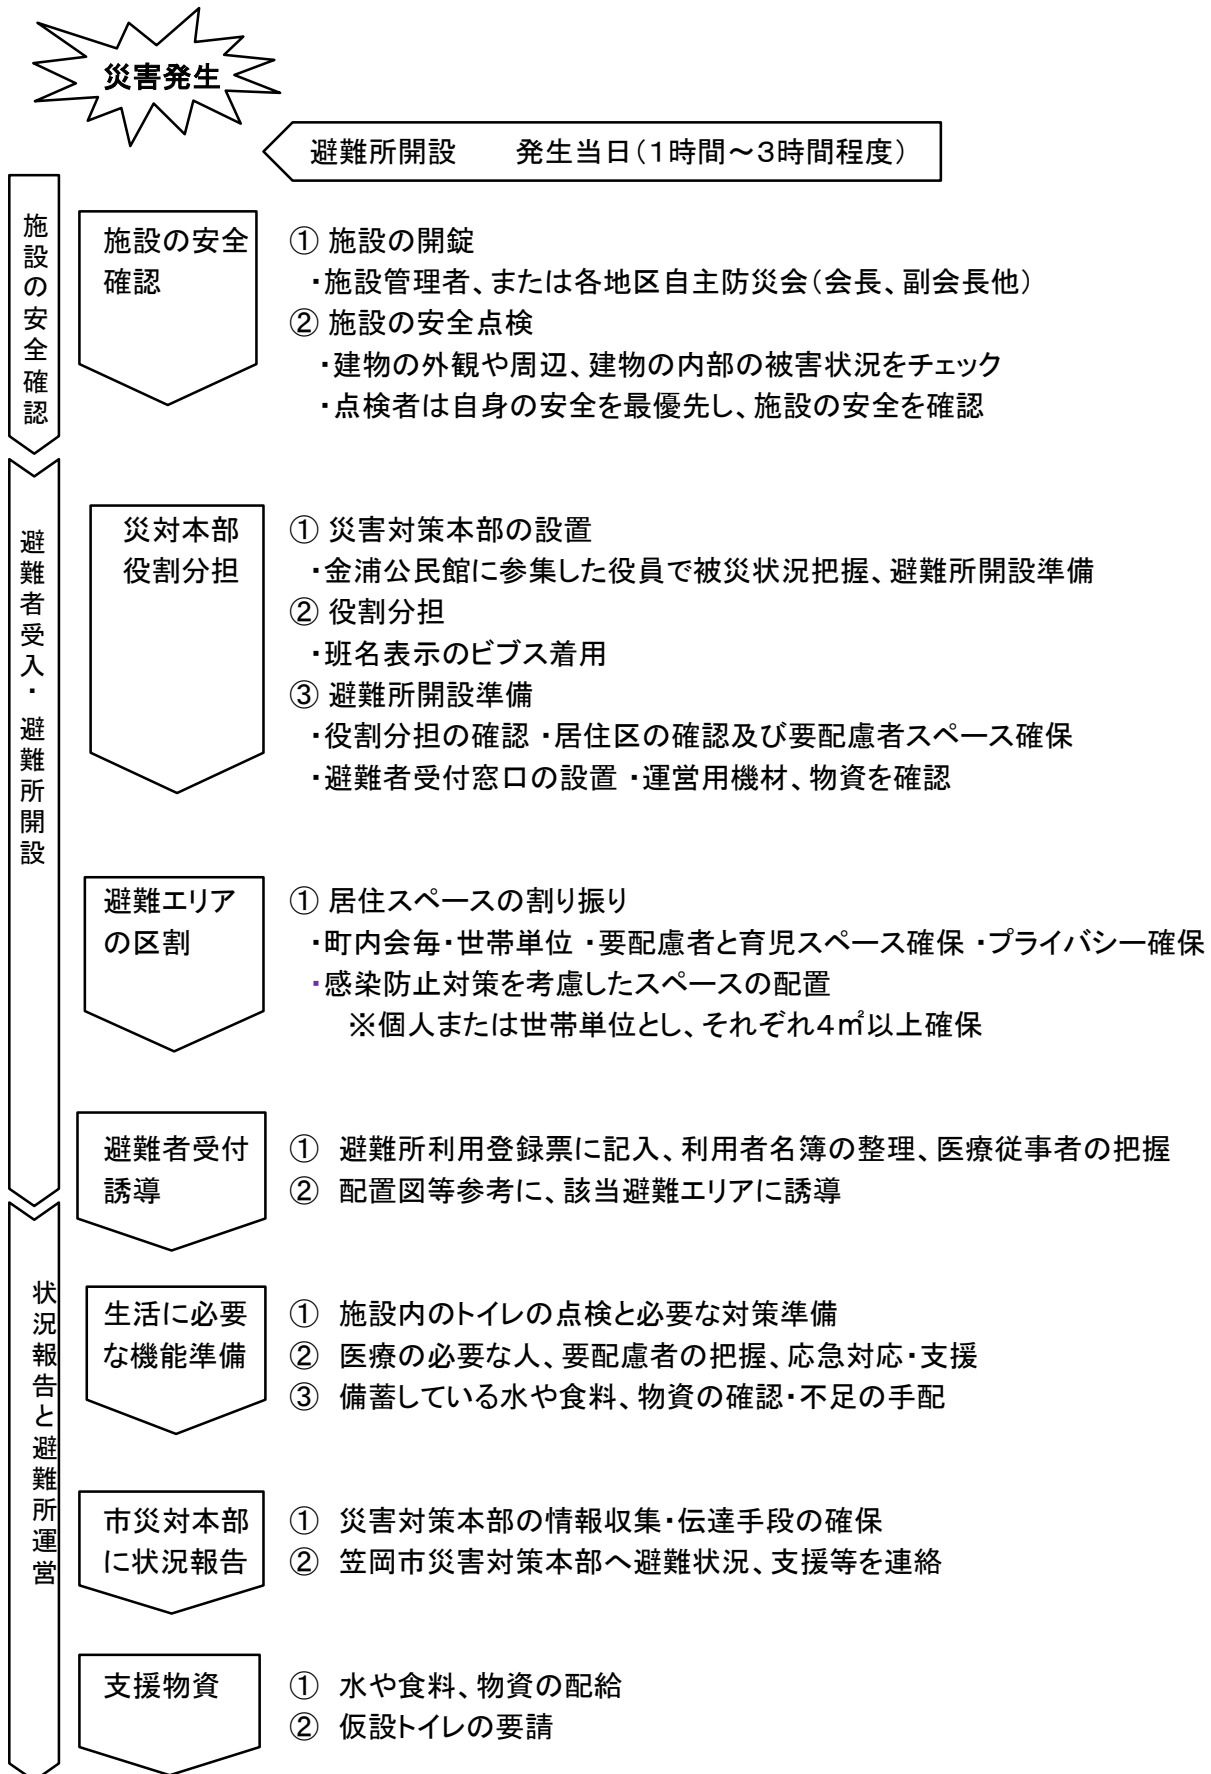 災害発生
避難所開設　　発生当日（１時間～３時間程度）
施設の安全確認
施設の安全
確認
① 施設の開錠
・施設管理者、または各地区自主防災会（会長、副会長他）
② 施設の安全点検
・建物の外観や周辺、建物の内部の被害状況をチェック
・点検者は自身の安全を最優先し、施設の安全を確認
避難者受入・避難所開設
災対本部
役割分担
① 災害対策本部の設置
・金浦公民館に参集した役員で被災状況把握、避難所開設準備
② 役割分担
・班名表示のビブス着用
③ 避難所開設準備
・役割分担の確認 ・居住区の確認及び要配慮者スペース確保
・避難者受付窓口の設置 ・運営用機材、物資を確認
避難エリア
の区割
① 居住スペースの割り振り
・町内会毎・世帯単位 ・要配慮者と育児スペース確保 ・プライバシー確保
・感染防止対策を考慮したスペースの配置
※個人または世帯単位とし、それぞれ４㎡以上確保
避難者受付
誘導
①　避難所利用登録票に記入、利用者名簿の整理、医療従事者の把握
②　配置図等参考に、該当避難エリアに誘導
状況報告と避難所運営
生活に必要
な機能準備
①　施設内のトイレの点検と必要な対策準備
②　医療の必要な人、要配慮者の把握、応急対応・支援
③　備蓄している水や食料、物資の確認・不足の手配
市災対本部
に状況報告
①　災害対策本部の情報収集・伝達手段の確保
②　笠岡市災害対策本部へ避難状況、支援等を連絡
支援物資
①　水や食料、物資の配給
②　仮設トイレの要請